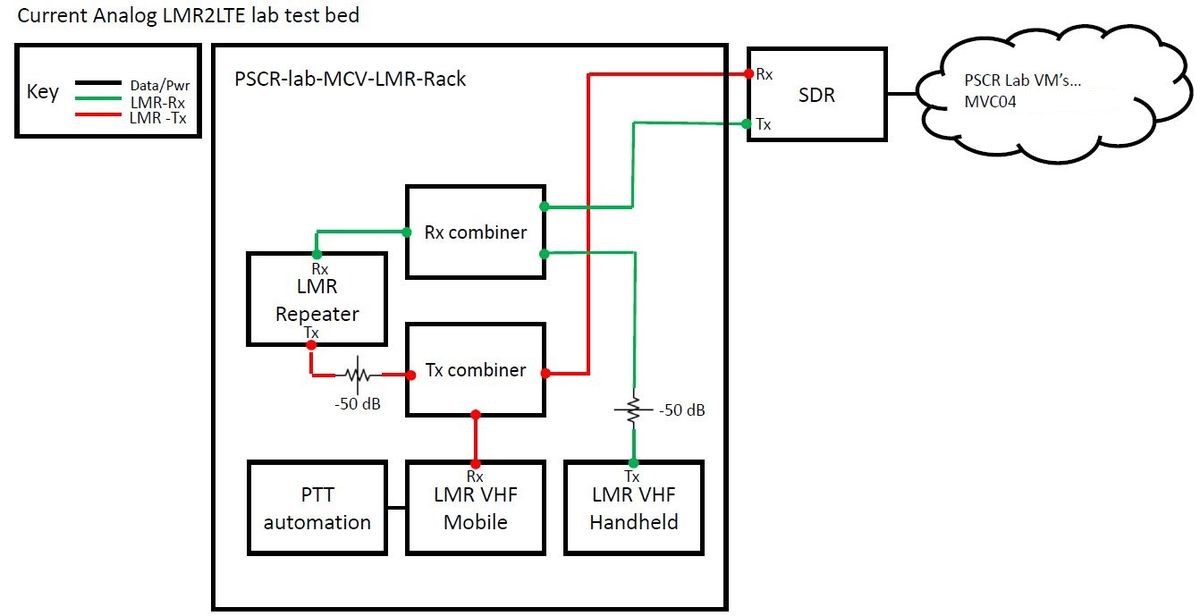 Current Analog LMR2LTE lab test bed
Key
Data/Pwr
LMR-Rx
LMR -Tx
PSCR-lab-MCV-LMR-Rack
Rx
SDR
Tx
PSCR Lab VM's...
MVC04
Rx combiner
Rx
LMR
Repeater
Tx
-50 dB
Tx combiner
-50 dB
PTT
automation
Rx
LMR VHF
Mobile
Tx
LMR VHF
Handheld